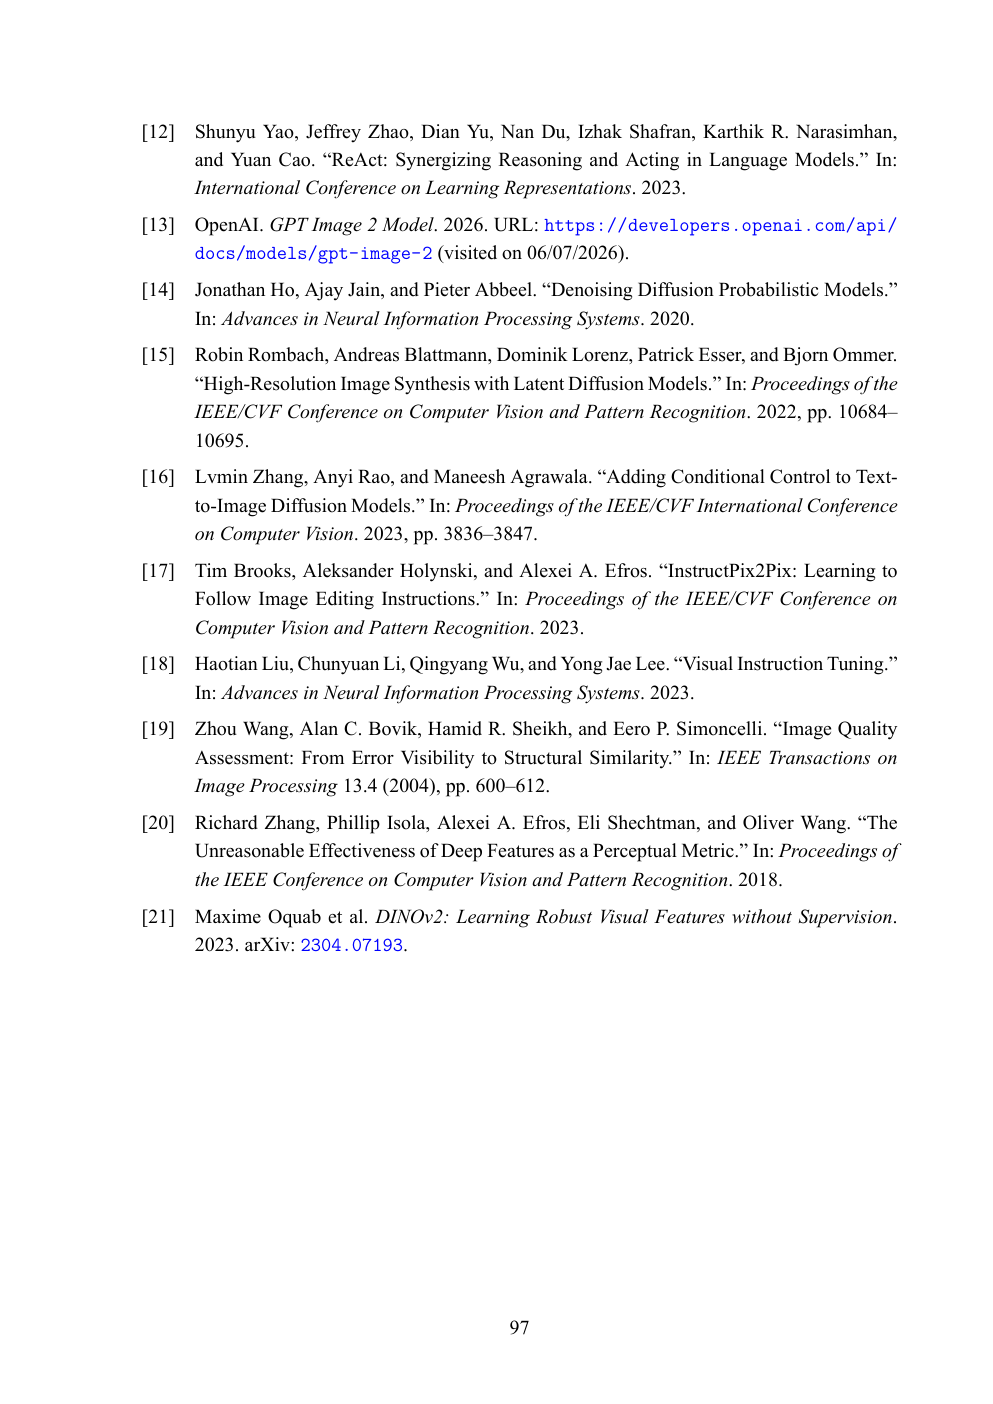 [12] Shunyu Yao, Jeffrey Zhao, Dian Yu, Nan Du, Izhak Shafran, Karthik R. Narasimhan,
and Yuan Cao. “ReAct: Synergizing Reasoning and Acting in Language Models.” In:
International Conference on Learning Representations. 2023.
[13] OpenAI. GPT Image 2 Model. 2026. URL: https://developers.openai.com/api/
docs/models/gpt-image-2 (visited on 06/07/2026).
[14] Jonathan Ho, Ajay Jain, and Pieter Abbeel. “Denoising Diffusion Probabilistic Models.”
In: Advances in Neural Information Processing Systems. 2020.
[15] Robin Rombach, Andreas Blattmann, Dominik Lorenz, Patrick Esser, and Bjorn Ommer.
“High-Resolution Image Synthesis with Latent Diffusion Models.” In: Proceedings of the
IEEE/CVF Conference on Computer Vision and Pattern Recognition. 2022, pp. 10684–
10695.
[16] Lvmin Zhang, Anyi Rao, and Maneesh Agrawala. “Adding Conditional Control to Text-
to-Image Diffusion Models.” In: Proceedings of the IEEE/CVF International Conference
on Computer Vision. 2023, pp. 3836–3847.
[17] Tim Brooks, Aleksander Holynski, and Alexei A. Efros. “InstructPix2Pix: Learning to
Follow Image Editing Instructions.” In: Proceedings of the IEEE/CVF Conference on
Computer Vision and Pattern Recognition. 2023.
[18] Haotian Liu, Chunyuan Li, Qingyang Wu, and Yong Jae Lee. “Visual Instruction Tuning.”
In: Advances in Neural Information Processing Systems. 2023.
[19] Zhou Wang, Alan C. Bovik, Hamid R. Sheikh, and Eero P. Simoncelli. “Image Quality
Assessment: From Error Visibility to Structural Similarity.” In: IEEE Transactions on
Image Processing 13.4 (2004), pp. 600–612.
[20] Richard Zhang, Phillip Isola, Alexei A. Efros, Eli Shechtman, and Oliver Wang. “The
Unreasonable Effectiveness of Deep Features as a Perceptual Metric.” In: Proceedings of
the IEEE Conference on Computer Vision and Pattern Recognition. 2018.
[21] Maxime Oquab et al. DINOv2: Learning Robust Visual Features without Supervision.
2023. arXiv: 2304.07193.
97